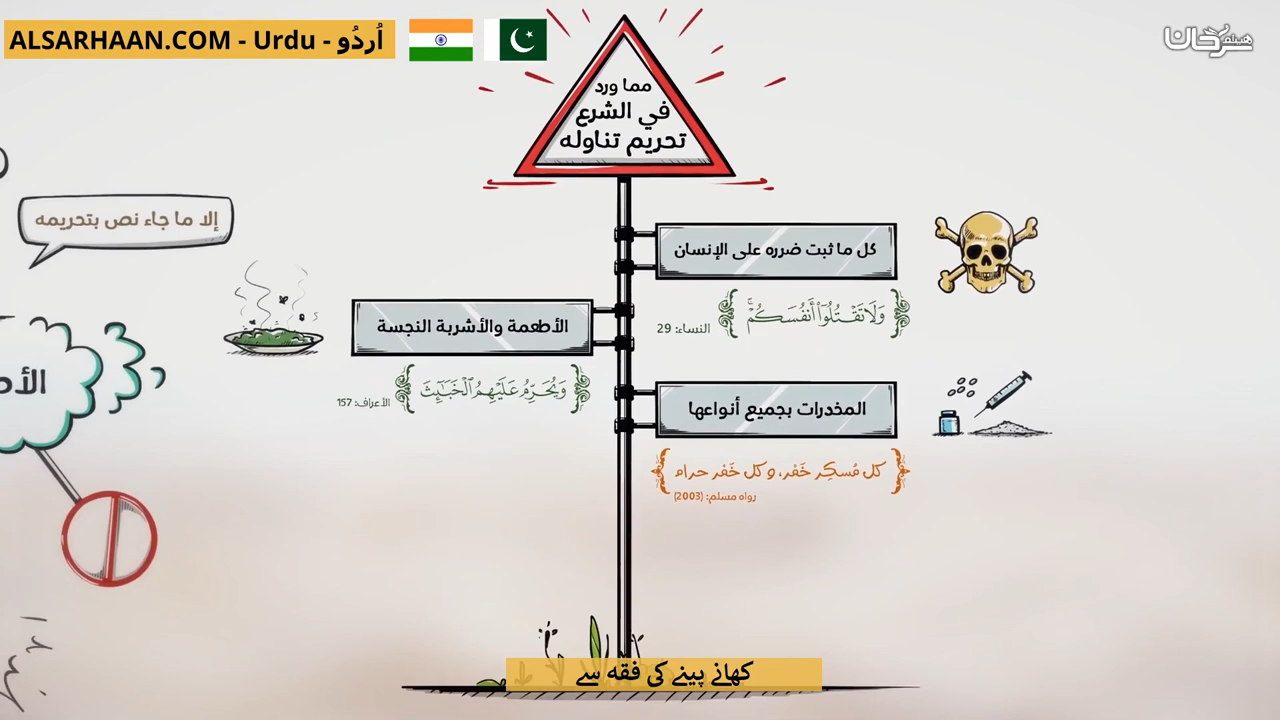 ALSARHAAN.COM - Urdu - اُردُو
هيثم سرحان
مما ورد
في الشرع
تحريم تناوله
إلا ما جاء نص بتحريمه
كل ما ثبت ضرره على الإنسان
وَلَا تَقْتُلُوٓا۟ أَنفُسَكُمْ ۚ
النساء: 29
الأطعمة والأشربة النجسة
وَيُحَرِّمُ عَلَيْهِمُ ٱلْخَبَـٰٓئِثَ
الأعراف: 157
المخدرات بجميع أنواعها
كل مُسكِر خَمْر، وكل خَمْر حرام
رواه مسلم: (2003)
کھانے پینے کی فقہ سے